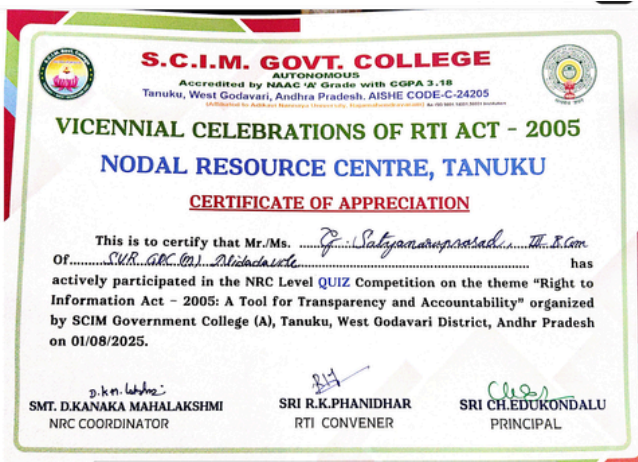 S.C.I.M. GOVT. COLLEGE
AUTONOMOUS
Accredited by NAAC 'A' Grade with CGPA 3.18
Tanuku, West Godavari, Andhra Pradesh. AISHE CODE-C-24205
VICENNIAL CELEBRATIONS OF RTI ACT - 2005
NODAL RESOURCE CENTRE, TANUKU
CERTIFICATE OF APPRECIATION
This is to certify that Mr./Ms. G. Satyanaraprasad, III B.Com
Of SVR GDC (M) Nidadavole has
actively participated in the NRC Level QUIZ Competition on the theme "Right to
Information Act - 2005: A Tool for Transparency and Accountability" organized
by SCIM Government College (A), Tanuku, West Godavari District, Andhr Pradesh
on 01/08/2025.
SMT. D.KANAKA MAHALAKSHMI SRI R.K.PHANIDHAR SRI CH.EDUKONDALU
NRC COORDINATOR RTI CONVENER PRINCIPAL